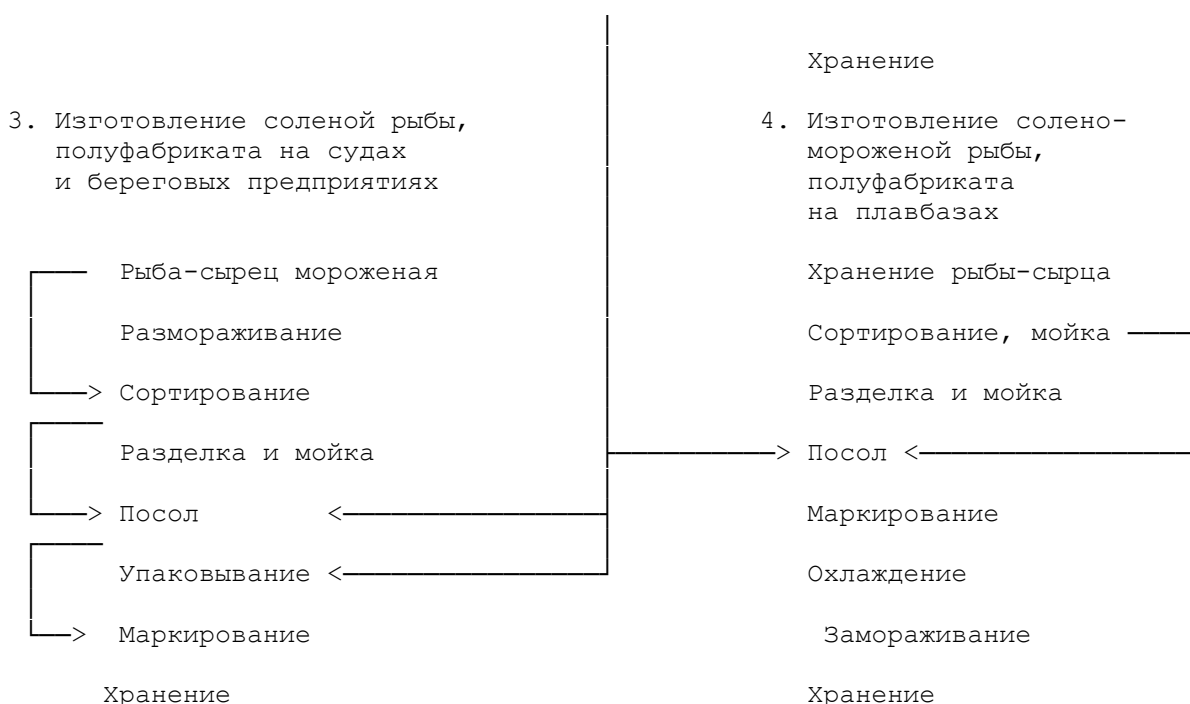 Хранение
3. Изготовление соленой рыбы,
полуфабриката на судах
и береговых предприятиях
Рыба-сырец мороженая
Размораживание
Сортирование
Разделка и мойка
Посол
Упаковывание
Маркирование
Хранение
4. Изготовление солено-
мороженой рыбы,
полуфабриката
на плавбазах
Хранение рыбы-сырца
Сортирование, мойка
Разделка и мойка
Посол
Маркирование
Охлаждение
Замораживание
Хранение